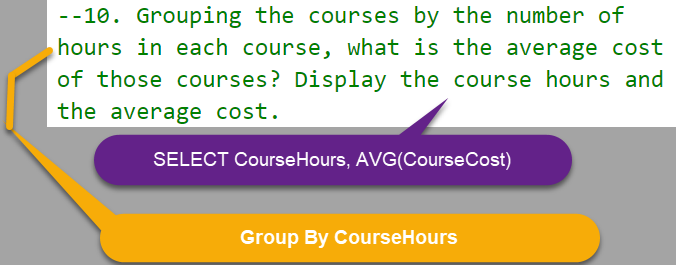 --10. Grouping the courses by the number of
hours in each course, what is the average cost
of those courses? Display the course hours and
the average cost.
SELECT CourseHours, AVG(CourseCost)
Group By CourseHours